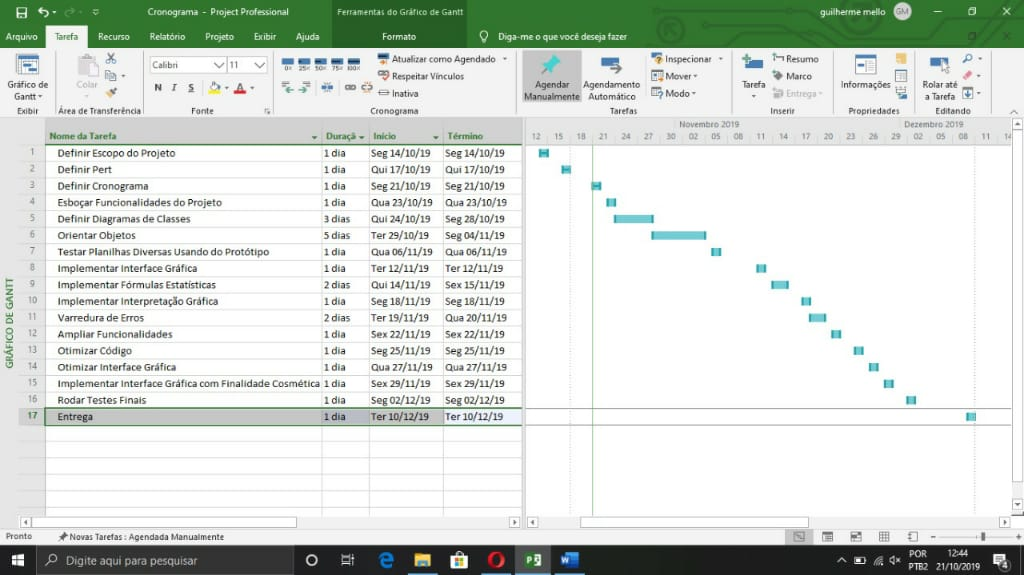 Cronograma - Project Professional
Ferramentas do Gráfico de Gantt
guilherme mello
GM
Arquivo Tarefa Recurso Relatório Projeto Exibir Ajuda Formato Diga-me o que você deseja fazer
Gráfico de Gantt
Exibir
Colar
Área de Transferência
Calibri 11
N I S
A
Fonte
0% 25% 50% 75% 100%
Atualizar como Agendado
Respeitar Vínculos
Inativa
Cronograma
Agendar Manualmente
Agendamento Automático
Inspecionar
Mover
Modo
Tarefas
Tarefa
Resumo
Marco
Entrega
Inserir
Informações
Propriedades
Rolar até a Tarefa
Editando
Nome da Tarefa Duraçã Início Término
Novembro 2019 Dezembro 2019
12 15 18 21 24 27 30 02 05 08 11 14 17 20 23 26 29 02 05 08 11 14
1 Definir Escopo do Projeto 1 dia Seg 14/10/19 Seg 14/10/19
2 Definir Pert 1 dia Qui 17/10/19 Qui 17/10/19
3 Definir Cronograma 1 dia Seg 21/10/19 Seg 21/10/19
4 Esboçar Funcionalidades do Projeto 1 dia Qua 23/10/19 Qua 23/10/19
5 Definir Diagramas de Classes 3 dias Qui 24/10/19 Seg 28/10/19
6 Orientar Objetos 5 dias Ter 29/10/19 Seg 04/11/19
7 Testar Planilhas Diversas Usando do Protótipo 1 dia Qua 06/11/19 Qua 06/11/19
8 Implementar Interface Gráfica 1 dia Ter 12/11/19 Ter 12/11/19
9 Implementar Fórmulas Estatísticas 2 dias Qui 14/11/19 Sex 15/11/19
10 Implementar Interpretação Gráfica 1 dia Seg 18/11/19 Seg 18/11/19
11 Varredura de Erros 2 dias Ter 19/11/19 Qua 20/11/19
12 Ampliar Funcionalidades 1 dia Sex 22/11/19 Sex 22/11/19
13 Otimizar Código 1 dia Seg 25/11/19 Seg 25/11/19
14 Otimizar Interface Gráfica 1 dia Qua 27/11/19 Qua 27/11/19
15 Implementar Interface Gráfica com Finalidade Cosmética 1 dia Sex 29/11/19 Sex 29/11/19
16 Rodar Testes Finais 1 dia Seg 02/12/19 Seg 02/12/19
17 Entrega 1 dia Ter 10/12/19 Ter 10/12/19
GRÁFICO DE GANTT
Pronto Novas Tarefas : Agendada Manualmente
Digite aqui para pesquisar
POR
PTB2
12:44
21/10/2019
4